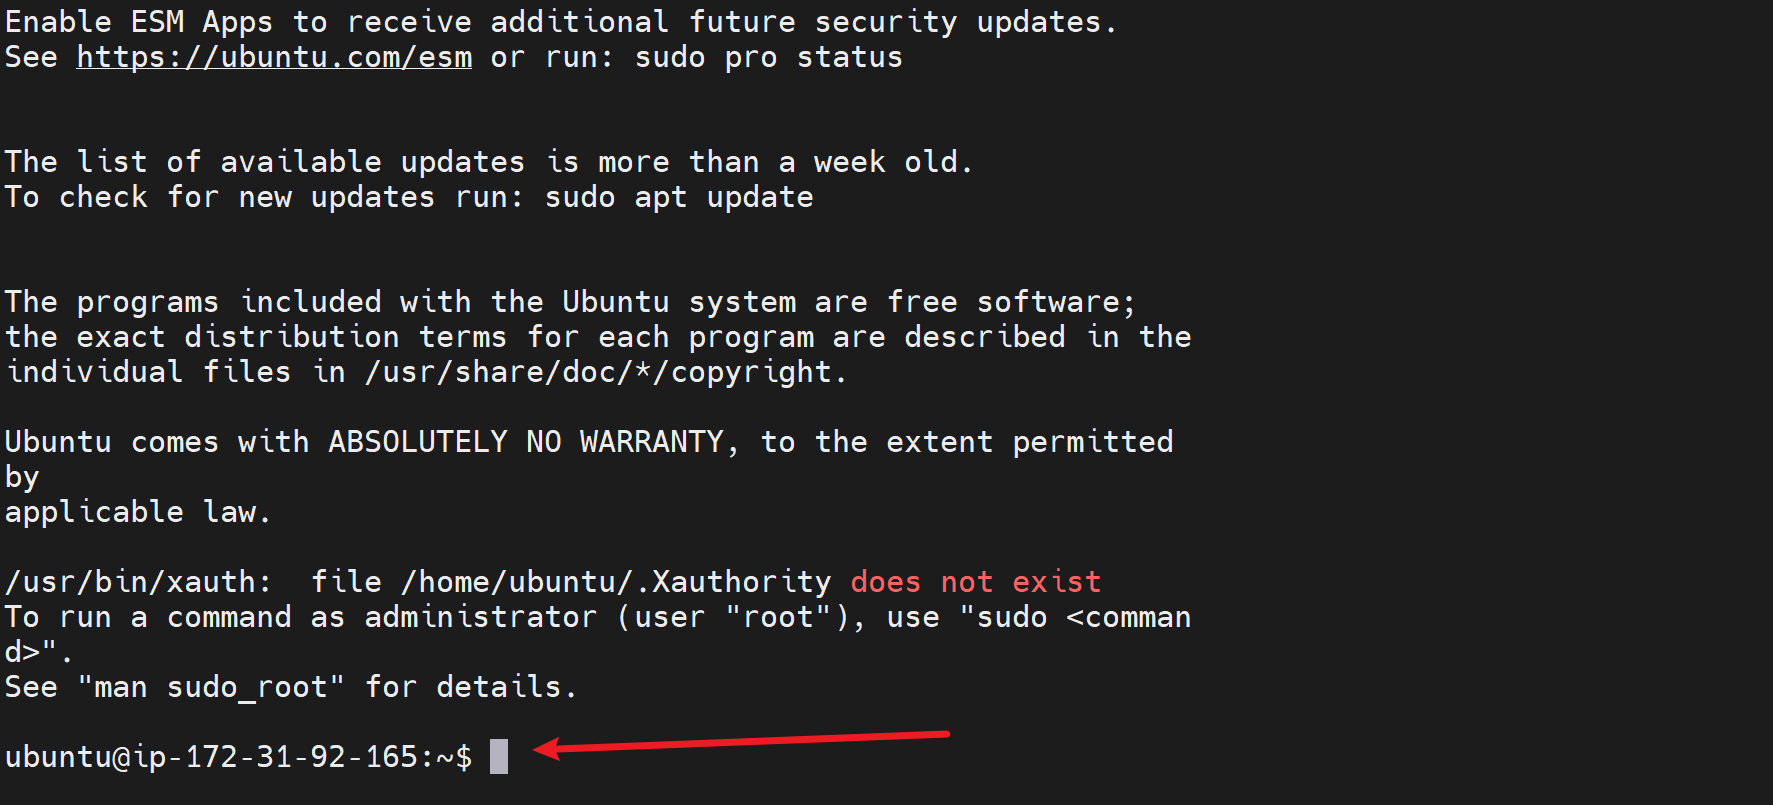 Enable ESM Apps to receive additional future security updates.
See https://ubuntu.com/esm or run: sudo pro status
The list of available updates is more than a week old.
To check for new updates run: sudo apt update
The programs included with the Ubuntu system are free software;
the exact distribution terms for each program are described in the
individual files in /usr/share/doc/*/copyright.
Ubuntu comes with ABSOLUTELY NO WARRANTY, to the extent permitted
by
applicable law.
/usr/bin/xauth:  file /home/ubuntu/.Xauthority does not exist
To run a command as administrator (user "root"), use "sudo <comman
d>".
See "man sudo_root" for details.
ubuntu@ip-172-31-92-165:~$